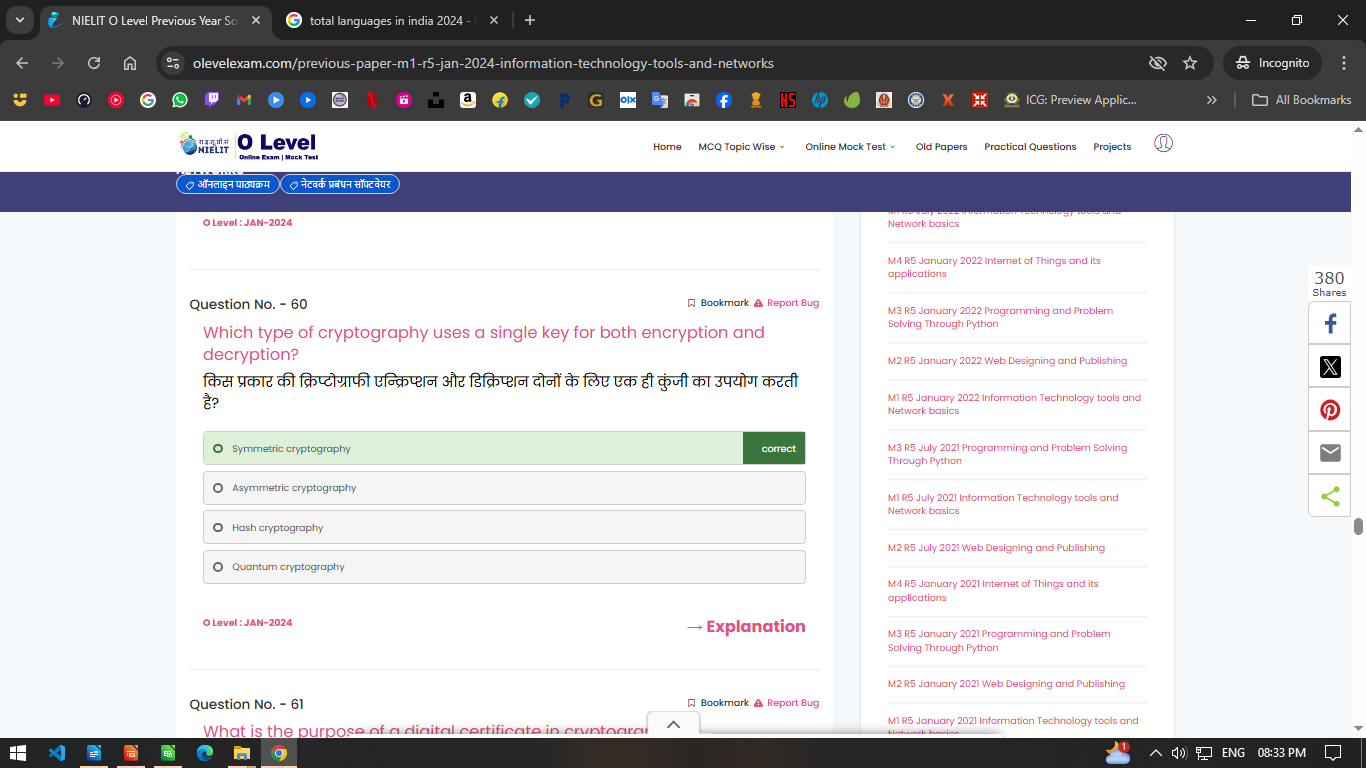 NIELIT O Level Previous Year So
total languages in india 2024 -
olevelexam.com/previous-paper-m1-r5-jan-2024-information-technology-tools-and-networks
Incognito
ICG: Preview Applic...
All Bookmarks
रा.इ.सू.प्रौ.सं
NIELIT
O Level
Online Exam | Mock Test
Home
MCQ Topic Wise
Online Mock Test
Old Papers
Practical Questions
Projects
ऑनलाइन पाठ्यक्रम
नेटवर्क प्रबंधन सॉफ्टवेयर
O Level : JAN-2024
Question No. - 60
Bookmark
Report Bug
Which type of cryptography uses a single key for both encryption and
decryption?
किस प्रकार की क्रिप्टोग्राफी एन्क्रिप्शन और डिक्रिप्शन दोनों के लिए एक ही कुंजी का उपयोग करती
है?
Symmetric cryptography
correct
Asymmetric cryptography
Hash cryptography
Quantum cryptography
O Level : JAN-2024
→ Explanation
Question No. - 61
Bookmark
Report Bug
What is the purpose of a digital certificate in
M1 R5 July 2022 Information Technology tools and
Network basics
M4 R5 January 2022 Internet of Things and its
applications
M3 R5 January 2022 Programming and Problem
Solving Through Python
M2 R5 January 2022 Web Designing and Publishing
M1 R5 January 2022 Information Technology tools and
Network basics
M3 R5 July 2021 Programming and Problem Solving
Through Python
M1 R5 July 2021 Information Technology tools and
Network basics
M2 R5 July 2021 Web Designing and Publishing
M4 R5 January 2021 Internet of Things and its
applications
M3 R5 January 2021 Programming and Problem
Solving Through Python
M2 R5 January 2021 Web Designing and Publishing
M1 R5 January 2021 Information Technology tools and
Network basics
380
Shares
1
ENG
08:33 PM